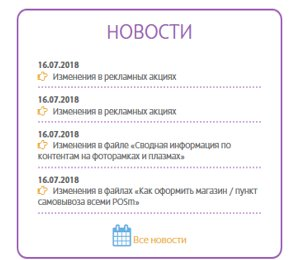 НОВОСТИ
16.07.2018
Изменения в рекламных акциях
16.07.2018
Изменения в рекламных акциях
16.07.2018
Изменения в файле «Сводная информация по
контентам на фоторамках и плазмах»
16.07.2018
Изменения в файлах «Как оформить магазин / пункт
самовывоза всеми POSm»
Все новости